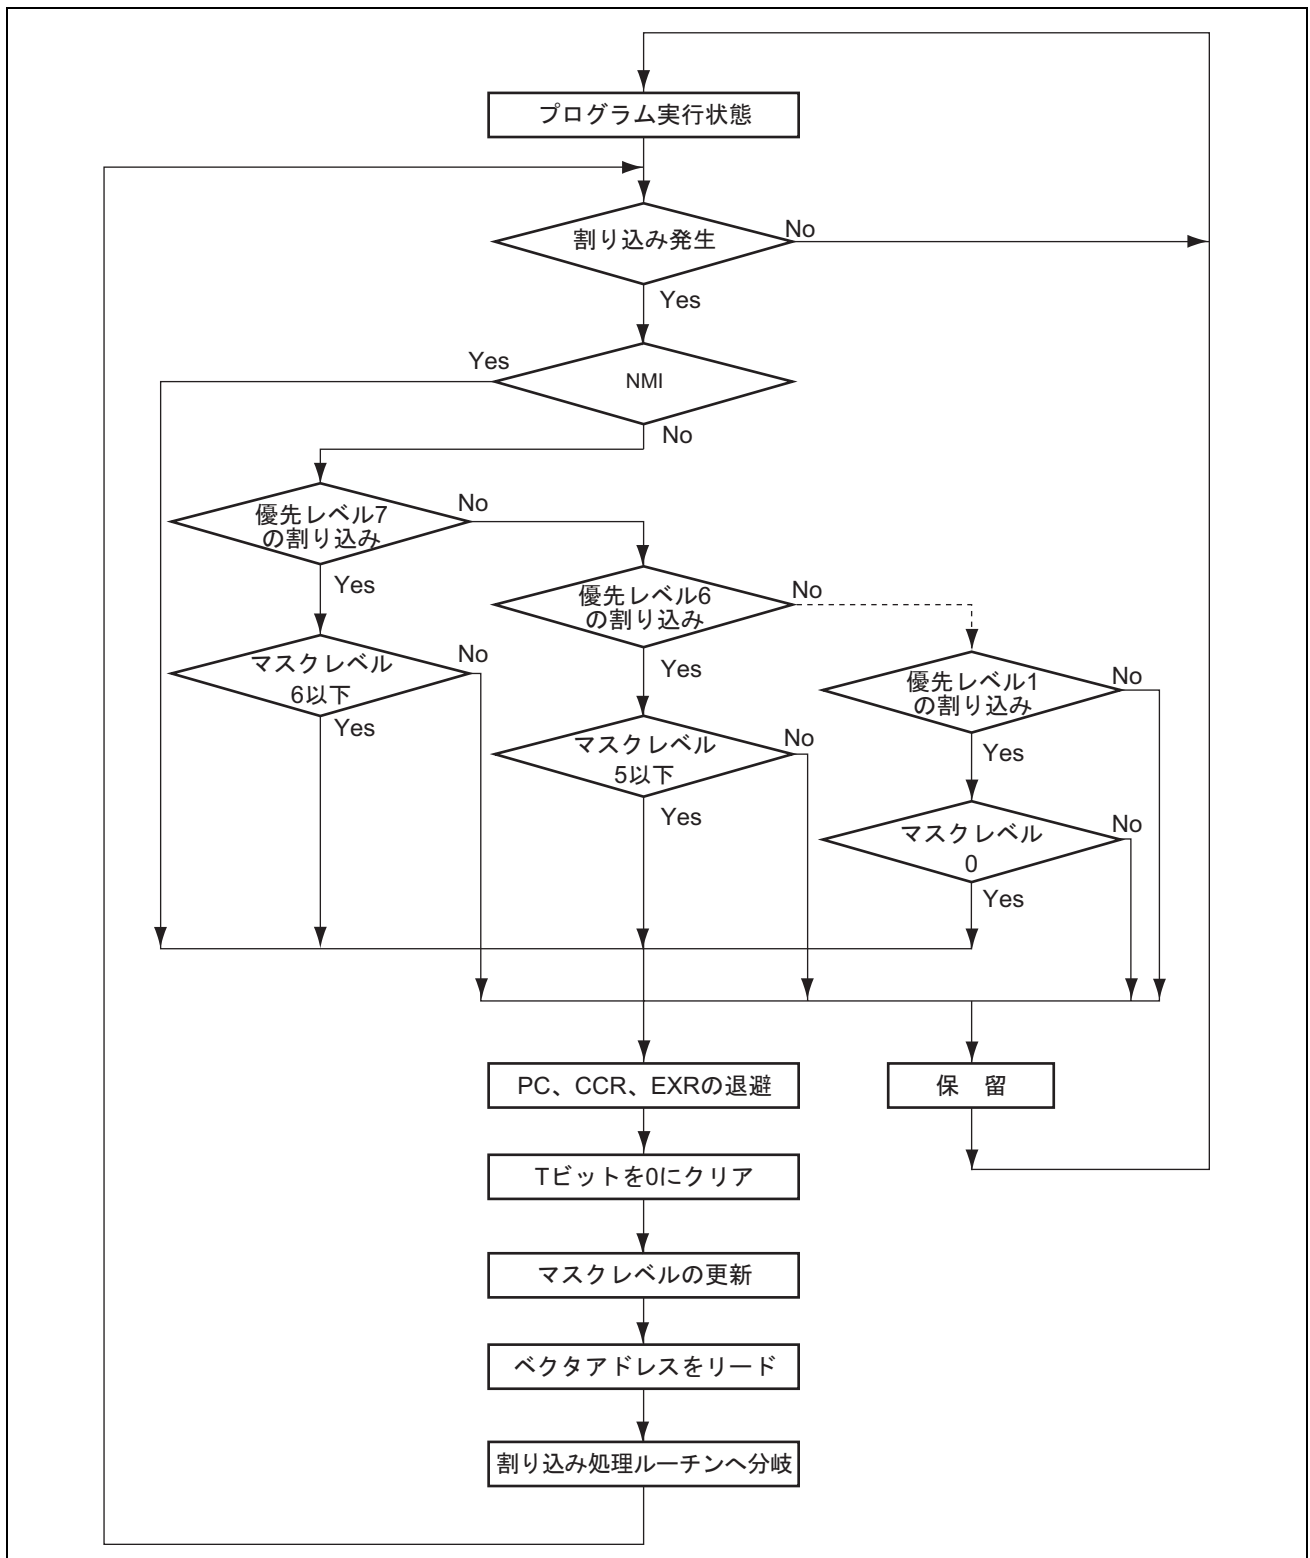 プログラム実行状態
割り込み発生
No
Yes
Yes
NMI
No
優先レベル7
の割り込み
No
Yes
優先レベル6
の割り込み
No
Yes
マスクレベル
6以下
No
Yes
優先レベル1
の割り込み
No
Yes
マスクレベル
5以下
No
Yes
マスクレベル
0
No
Yes
PC、CCR、EXRの退避
保 留
Tビットを0にクリア
マスクレベルの更新
ベクタアドレスをリード
割り込み処理ルーチンへ分岐